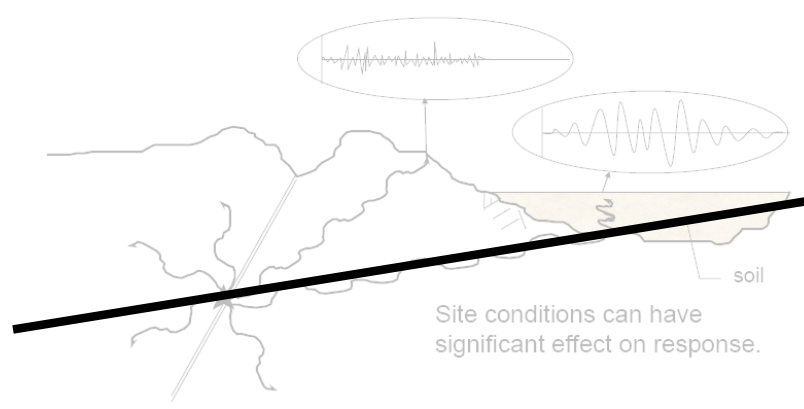 soil
Site conditions can have
significant effect on response.